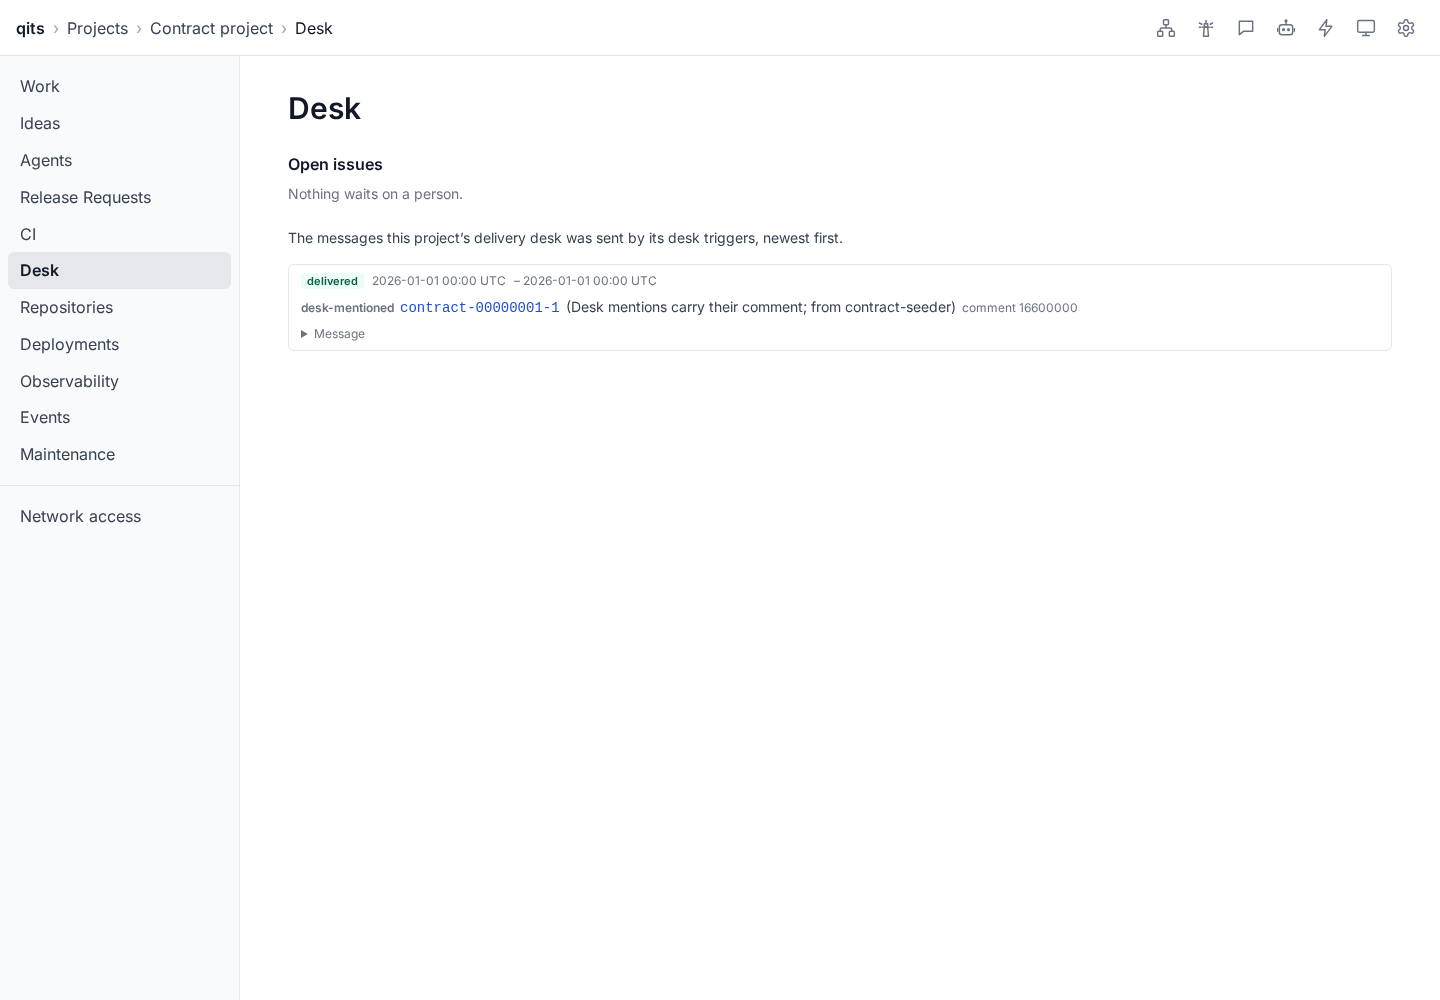 qits › Projects › Contract project › Desk
Work
Ideas
Agents
Release Requests
CI
Desk
Repositories
Deployments
Observability
Events
Maintenance
Network access
Desk
Open issues
Nothing waits on a person.
The messages this project’s delivery desk was sent by its desk triggers, newest first.
delivered 2026-01-01 00:00 UTC – 2026-01-01 00:00 UTC
desk-mentioned contract-00000001-1 (Desk mentions carry their comment; from contract-seeder) comment 16600000
Message